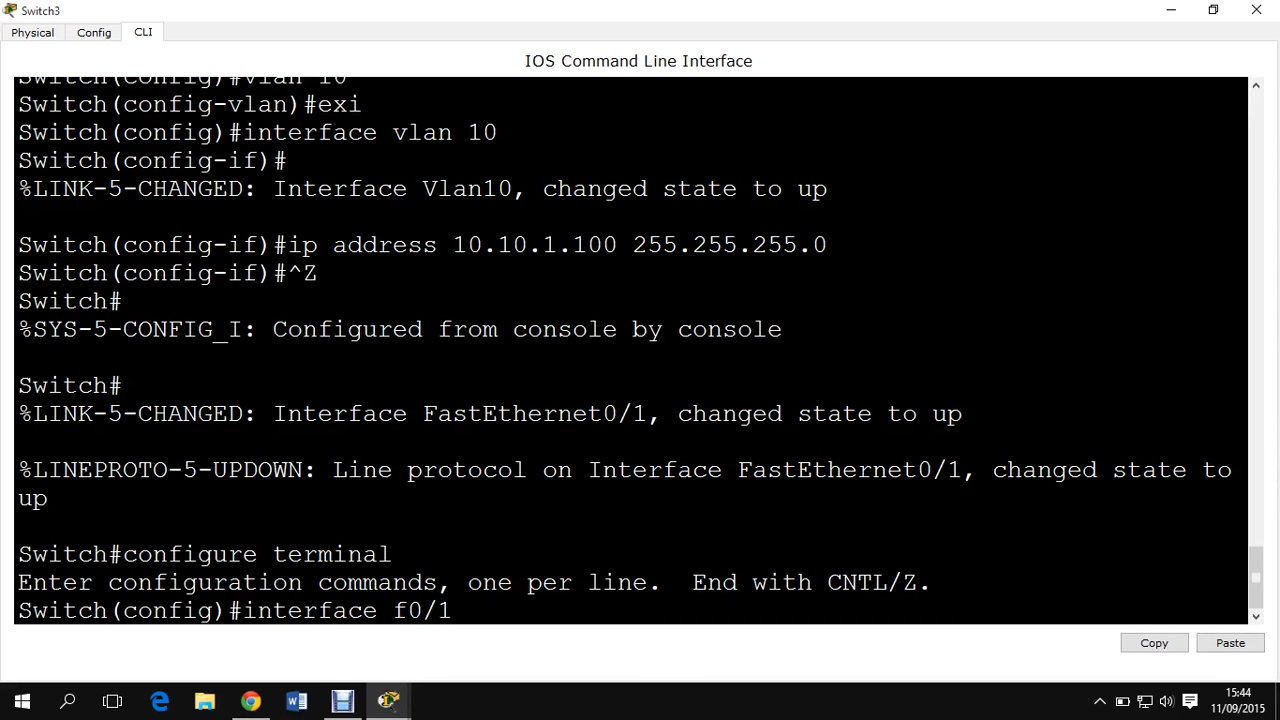 Switch3
Physical
Config
CLI
IOS Command Line Interface
Switch(config)#vlan 10
Switch(config-vlan)#exi
Switch(config)#interface vlan 10
Switch(config-if)#
%LINK-5-CHANGED: Interface Vlan10, changed state to up
Switch(config-if)#ip address 10.10.1.100 255.255.255.0
Switch(config-if)#^Z
Switch#
%SYS-5-CONFIG_I: Configured from console by console
Switch#
%LINK-5-CHANGED: Interface FastEthernet0/1, changed state to up
%LINEPROTO-5-UPDOWN: Line protocol on Interface FastEthernet0/1, changed state to
up
Switch#configure terminal
Enter configuration commands, one per line.  End with CNTL/Z.
Switch(config)#interface f0/1
Copy
Paste
15:44
11/09/2015